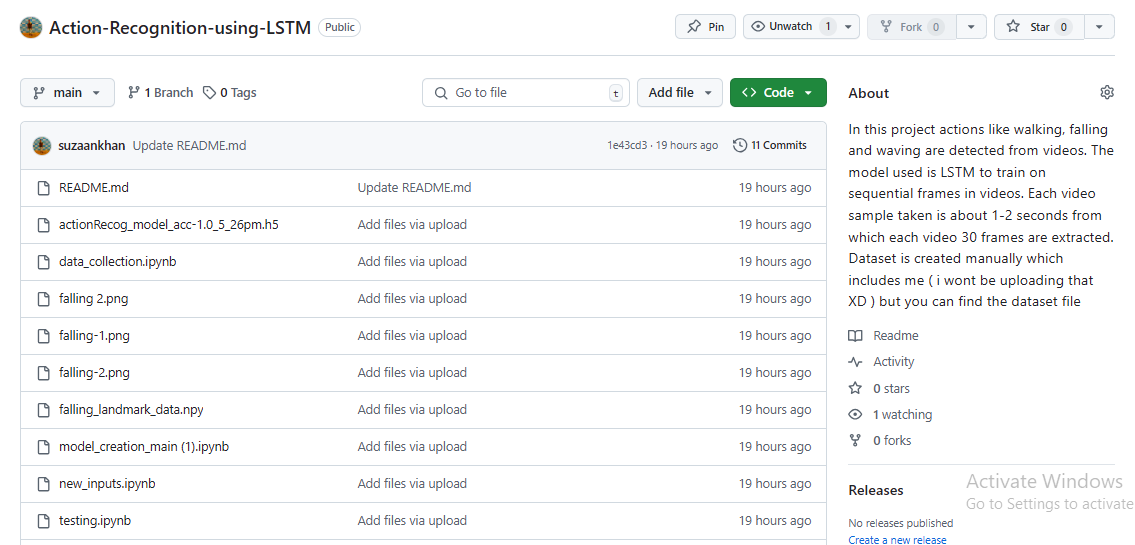 Action-Recognition-using-LSTM Public Pin Unwatch 1 Fork 0 Star 0
main 1 Branch 0 Tags Go to file t Add file Code
suzaankhan Update README.md 1e43cd3 · 19 hours ago 11 Commits
README.md Update README.md 19 hours ago
actionRecog_model_acc-1.0_5_26pm.h5 Add files via upload 19 hours ago
data_collection.ipynb Add files via upload 19 hours ago
falling 2.png Add files via upload 19 hours ago
falling-1.png Add files via upload 19 hours ago
falling-2.png Add files via upload 19 hours ago
falling_landmark_data.npy Add files via upload 19 hours ago
model_creation_main (1).ipynb Add files via upload 19 hours ago
new_inputs.ipynb Add files via upload 19 hours ago
testing.ipynb Add files via upload 19 hours ago
About
In this project actions like walking, falling
and waving are detected from videos. The
model used is LSTM to train on
sequential frames in videos. Each video
sample taken is about 1-2 seconds from
which each video 30 frames are extracted.
Dataset is created manually which
includes me ( i wont be uploading that
XD ) but you can find the dataset file
Readme
Activity
0 stars
1 watching
0 forks
Releases
No releases published
Create a new release
Activate Windows
Go to Settings to activate